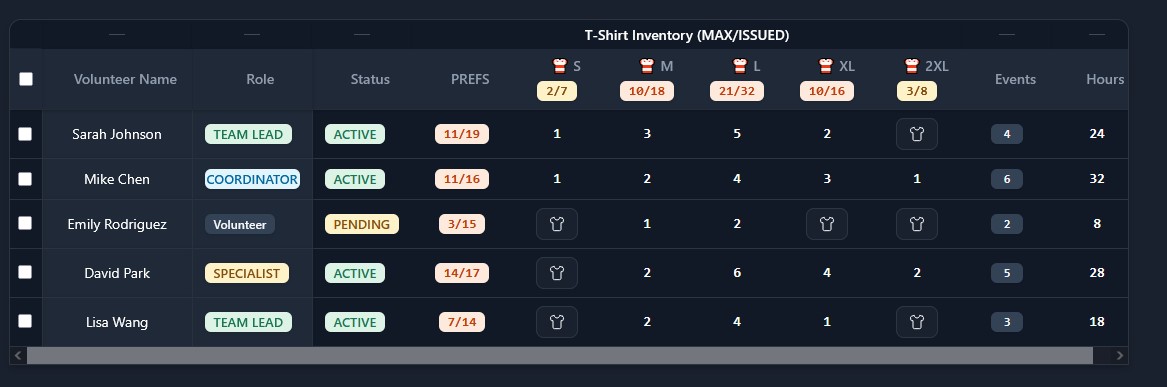 T-Shirt Inventory (MAX/ISSUED)
Volunteer Name Role Status PREFS S M L XL 2XL Events Hours
2/7 10/18 21/32 10/16 3/8
Sarah Johnson TEAM LEAD ACTIVE 11/19 1 3 5 2 4 24
Mike Chen COORDINATOR ACTIVE 11/16 1 2 4 3 1 6 32
Emily Rodriguez Volunteer PENDING 3/15 1 2 2 8
David Park SPECIALIST ACTIVE 14/17 2 6 4 2 5 28
Lisa Wang TEAM LEAD ACTIVE 7/14 2 4 1 3 18